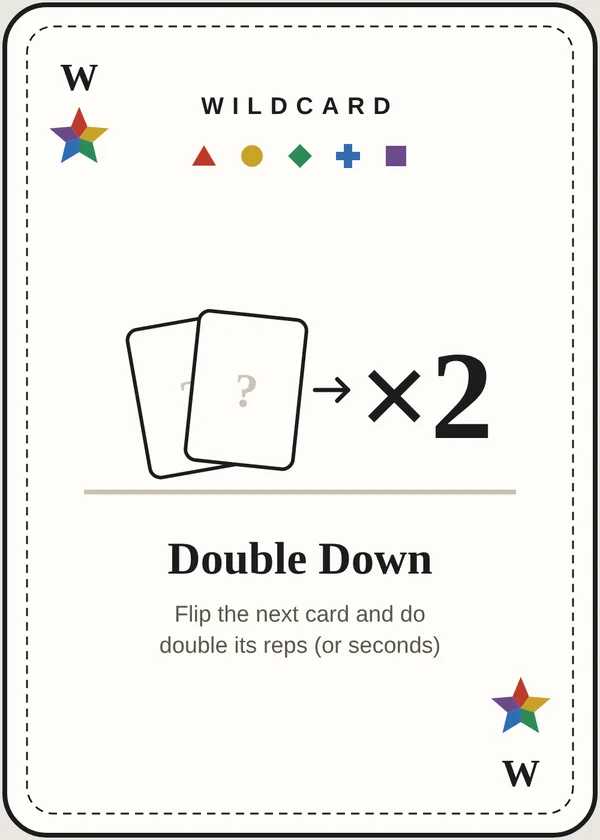 W
WILDCARD
? ?
×2
Double Down
Flip the next card and do
double its reps (or seconds)
W